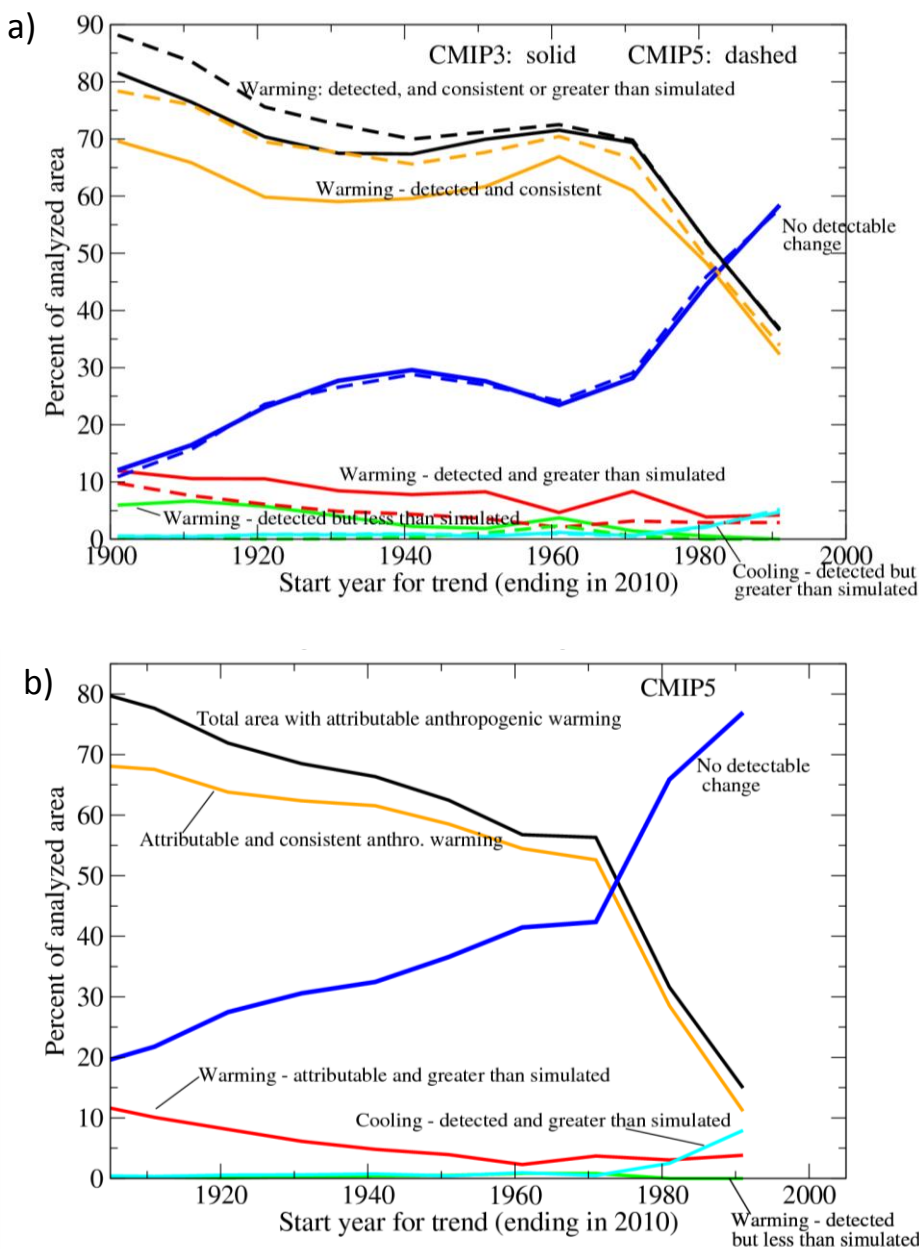 a)
90
80
70
60
50
40
30
20
10
0
Percent of analyzed area
CMIP3: solid CMIP5: dashed
Warming: detected, and consistent or greater than simulated
Warming - detected and consistent
No detectable
change
Warming - detected and greater than simulated
Warming - detected but less than simulated
Cooling - detected but
greater than simulated
1900 1920 1940 1960 1980 2000
Start year for trend (ending in 2010)
b)
80
70
60
50
40
30
20
10
0
Percent of analyzed area
CMIP5
Total area with attributable anthropogenic warming
No detectable
change
Attributable and consistent anthro. warming
Warming - attributable and greater than simulated
Cooling - detected and greater than simulated
1920 1940 1960 1980 2000
Start year for trend (ending in 2010)
Warming - detected
but less than simulated